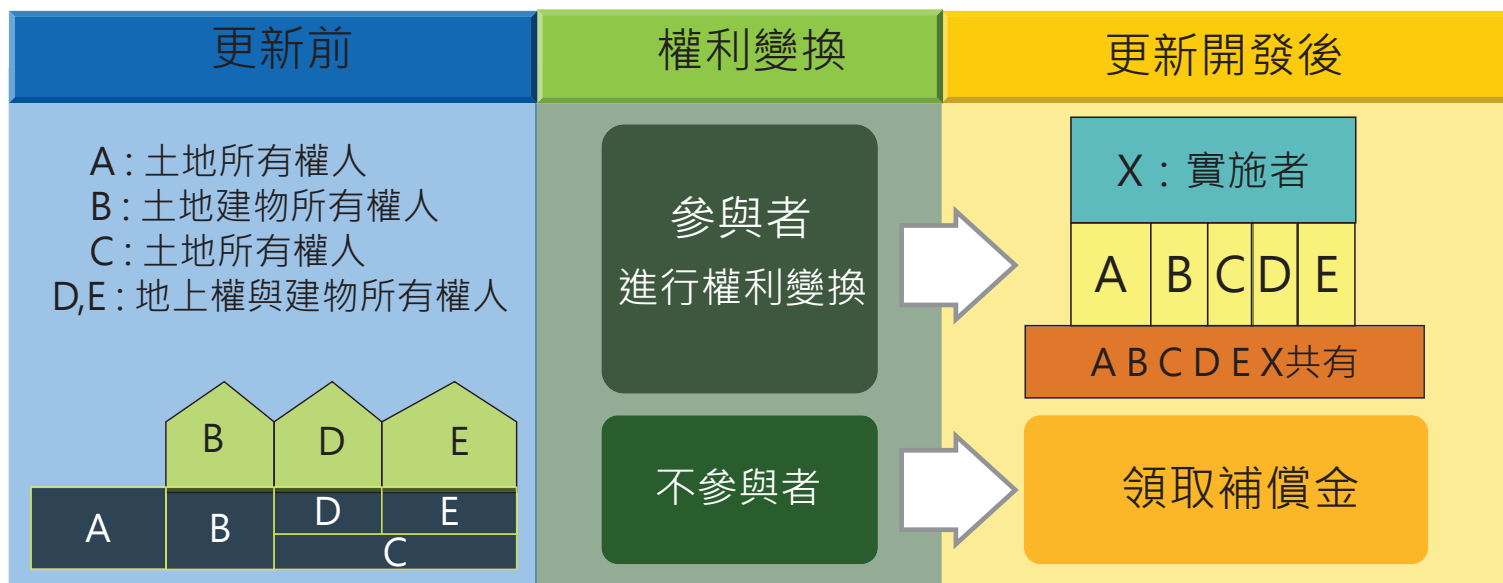 更新前
A : 土地所有權人
B : 土地建物所有權人
C : 土地所有權人
D,E : 地上權與建物所有權人
B
D
E
A
B
D
E
C
權利變換
參與者
進行權利變換
不參與者
更新開發後
X：實施者
A B C D E
A B C D E X共有
領取補償金